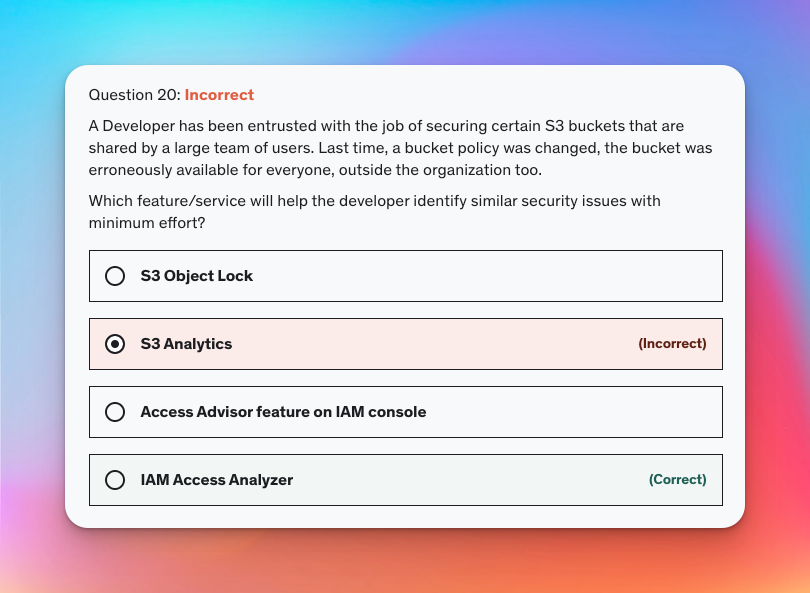 Question 20: Incorrect
A Developer has been entrusted with the job of securing certain S3 buckets that are
shared by a large team of users. Last time, a bucket policy was changed, the bucket was
erroneously available for everyone, outside the organization too.
Which feature/service will help the developer identify similar security issues with
minimum effort?
S3 Object Lock
S3 Analytics (Incorrect)
Access Advisor feature on IAM console
IAM Access Analyzer (Correct)